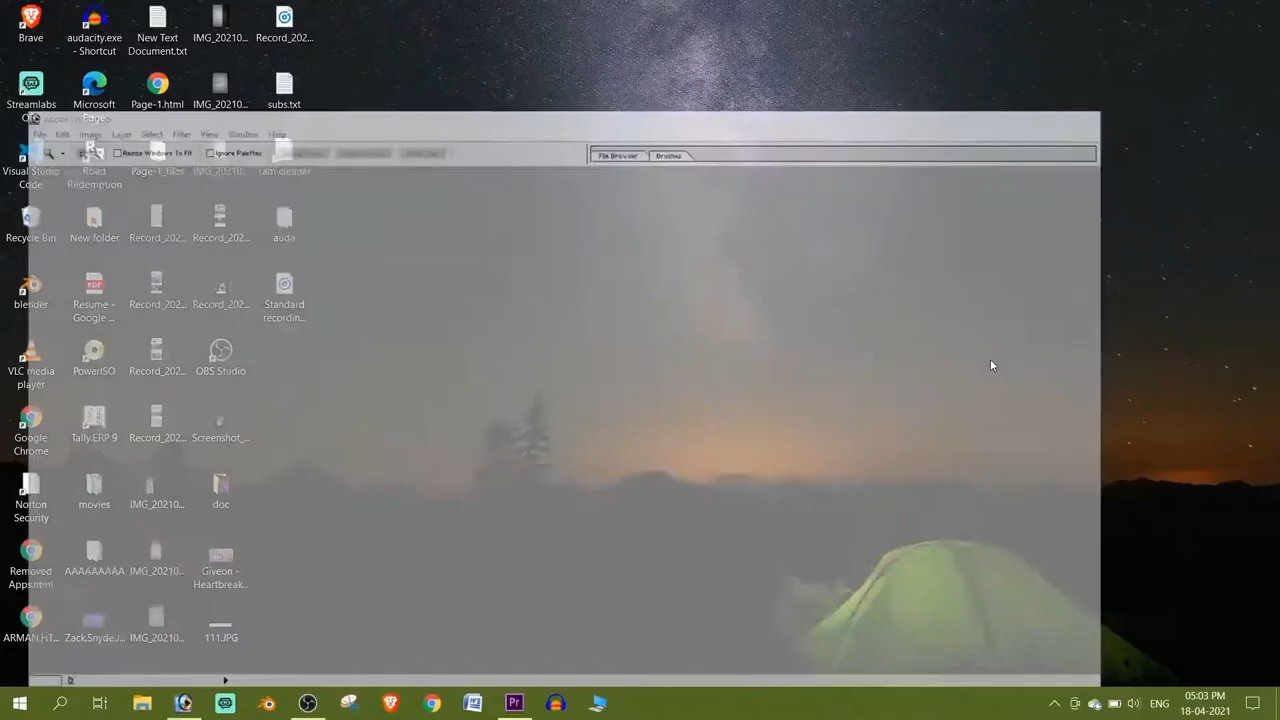 Brave
audacity.exe
- Shortcut
New Text
Document.txt
IMG_20210...
Record_202...
Streamlabs
Microsoft
Edge
Page-1.html
IMG_20210...
subs.txt
File Edit Image Layer Select Filter View Window Help
Resize Windows To Fit
Ignore Palettes
File Browser
Brushes
Visual Studio
Code
Road
Redemption
Page-1_files
IMG_20210...
ram cleaner
Recycle Bin
New folder
Record_202...
IMG_20210...
auda
blender
Resume -
Google ...
Record_202...
Record_202...
Standard
recordin...
VLC media
player
PowerISO
Record_202...
OBS Studio
Google
Chrome
Tally.ERP 9
Record_202...
Screenshot_...
Norton
Security
movies
IMG_20210...
doc
Removed
Apps.html
AAAAAAAAA
IMG_20210...
Giveon -
Heartbreak...
ARMAN.HT...
Zack.Snyde.J...
IMG_20210...
111.JPG
ENG
05:03 PM
18-04-2021